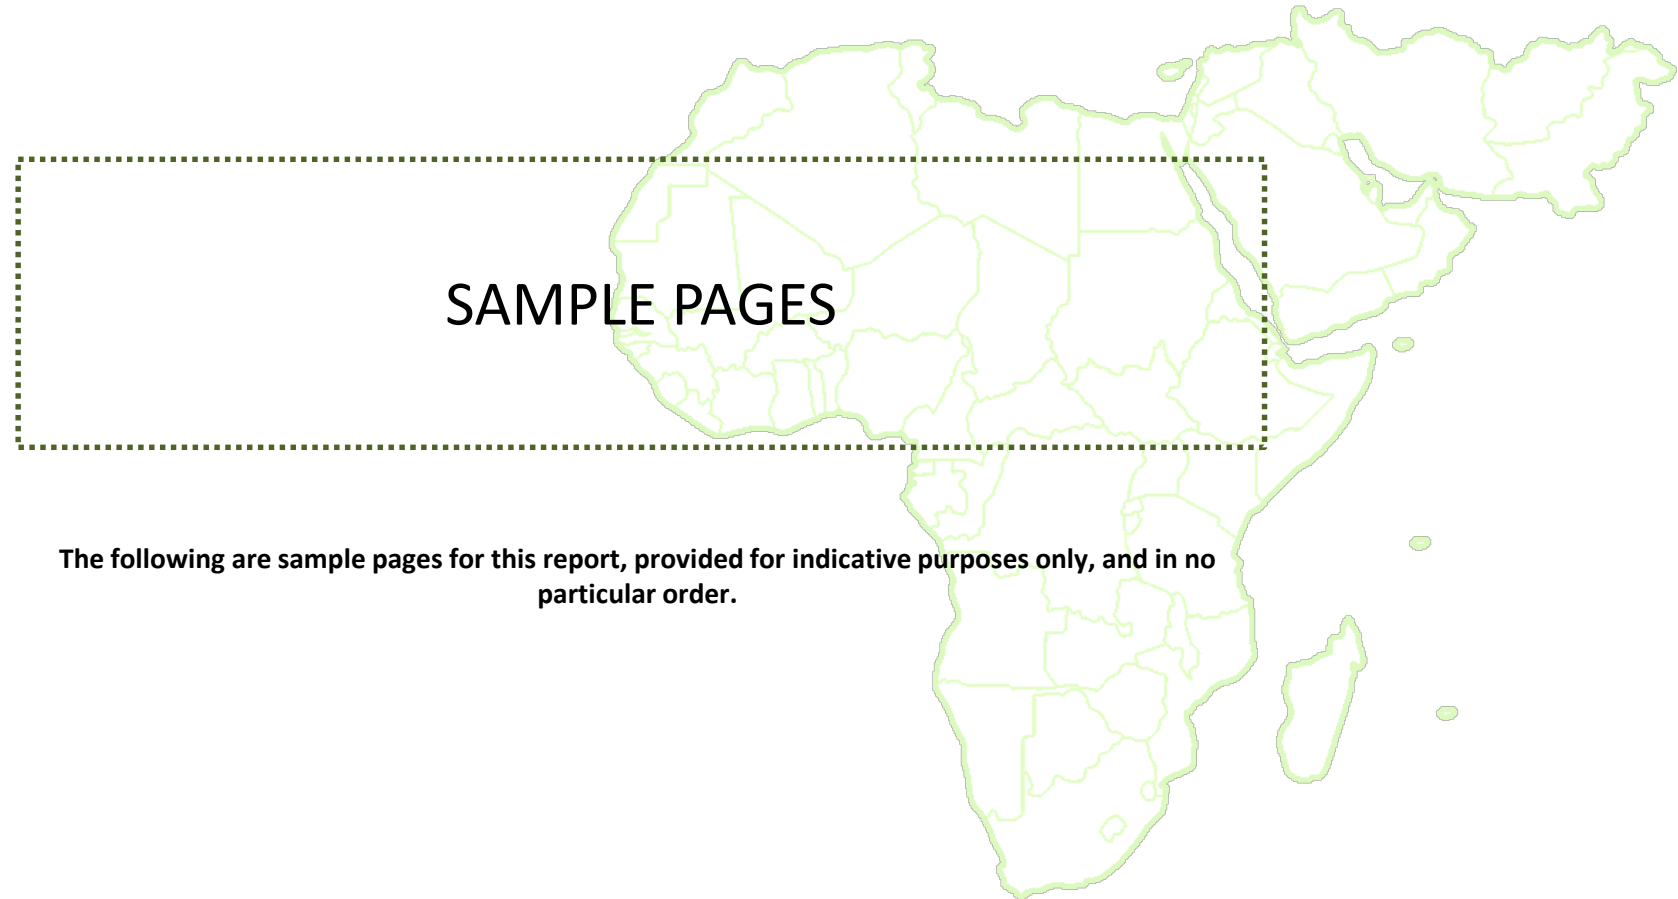 SAMPLE PAGES
The following are sample pages for this report, provided for indicative purposes only, and in no
particular order.